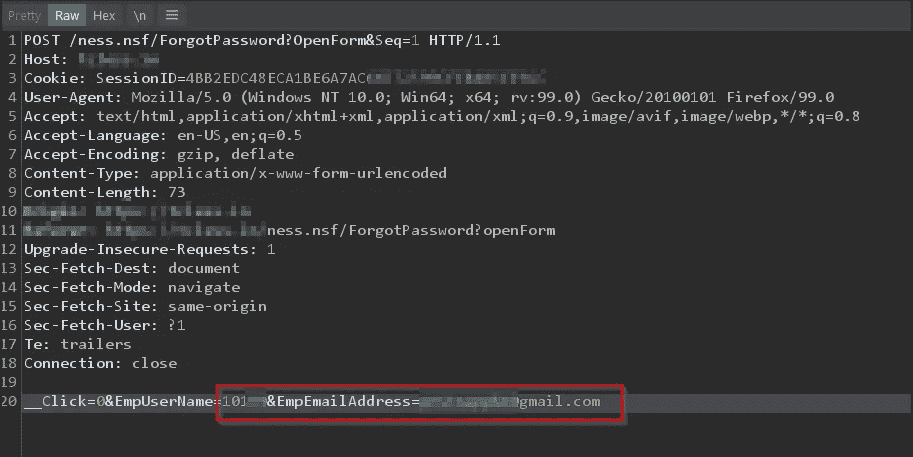 Pretty Raw Hex \n
1 POST /ness.nsf/ForgotPassword?OpenForm&Seq=1 HTTP/1.1
2 Host:
3 Cookie: SessionID=4BB2EDC48ECA1BE6A7AC
4 User-Agent: Mozilla/5.0 (Windows NT 10.0; Win64; x64; rv:99.0) Gecko/20100101 Firefox/99.0
5 Accept: text/html,application/xhtml+xml,application/xml;q=0.9,image/avif,image/webp,*/*;q=0.8
6 Accept-Language: en-US,en;q=0.5
7 Accept-Encoding: gzip, deflate
8 Content-Type: application/x-www-form-urlencoded
9 Content-Length: 73
10
11 /ness.nsf/ForgotPassword?openForm
12 Upgrade-Insecure-Requests: 1
13 Sec-Fetch-Dest: document
14 Sec-Fetch-Mode: navigate
15 Sec-Fetch-Site: same-origin
16 Sec-Fetch-User: ?1
17 Te: trailers
18 Connection: close
19
20 __Click=0&EmpUserName=101 &EmpEmailAddress= @gmail.com